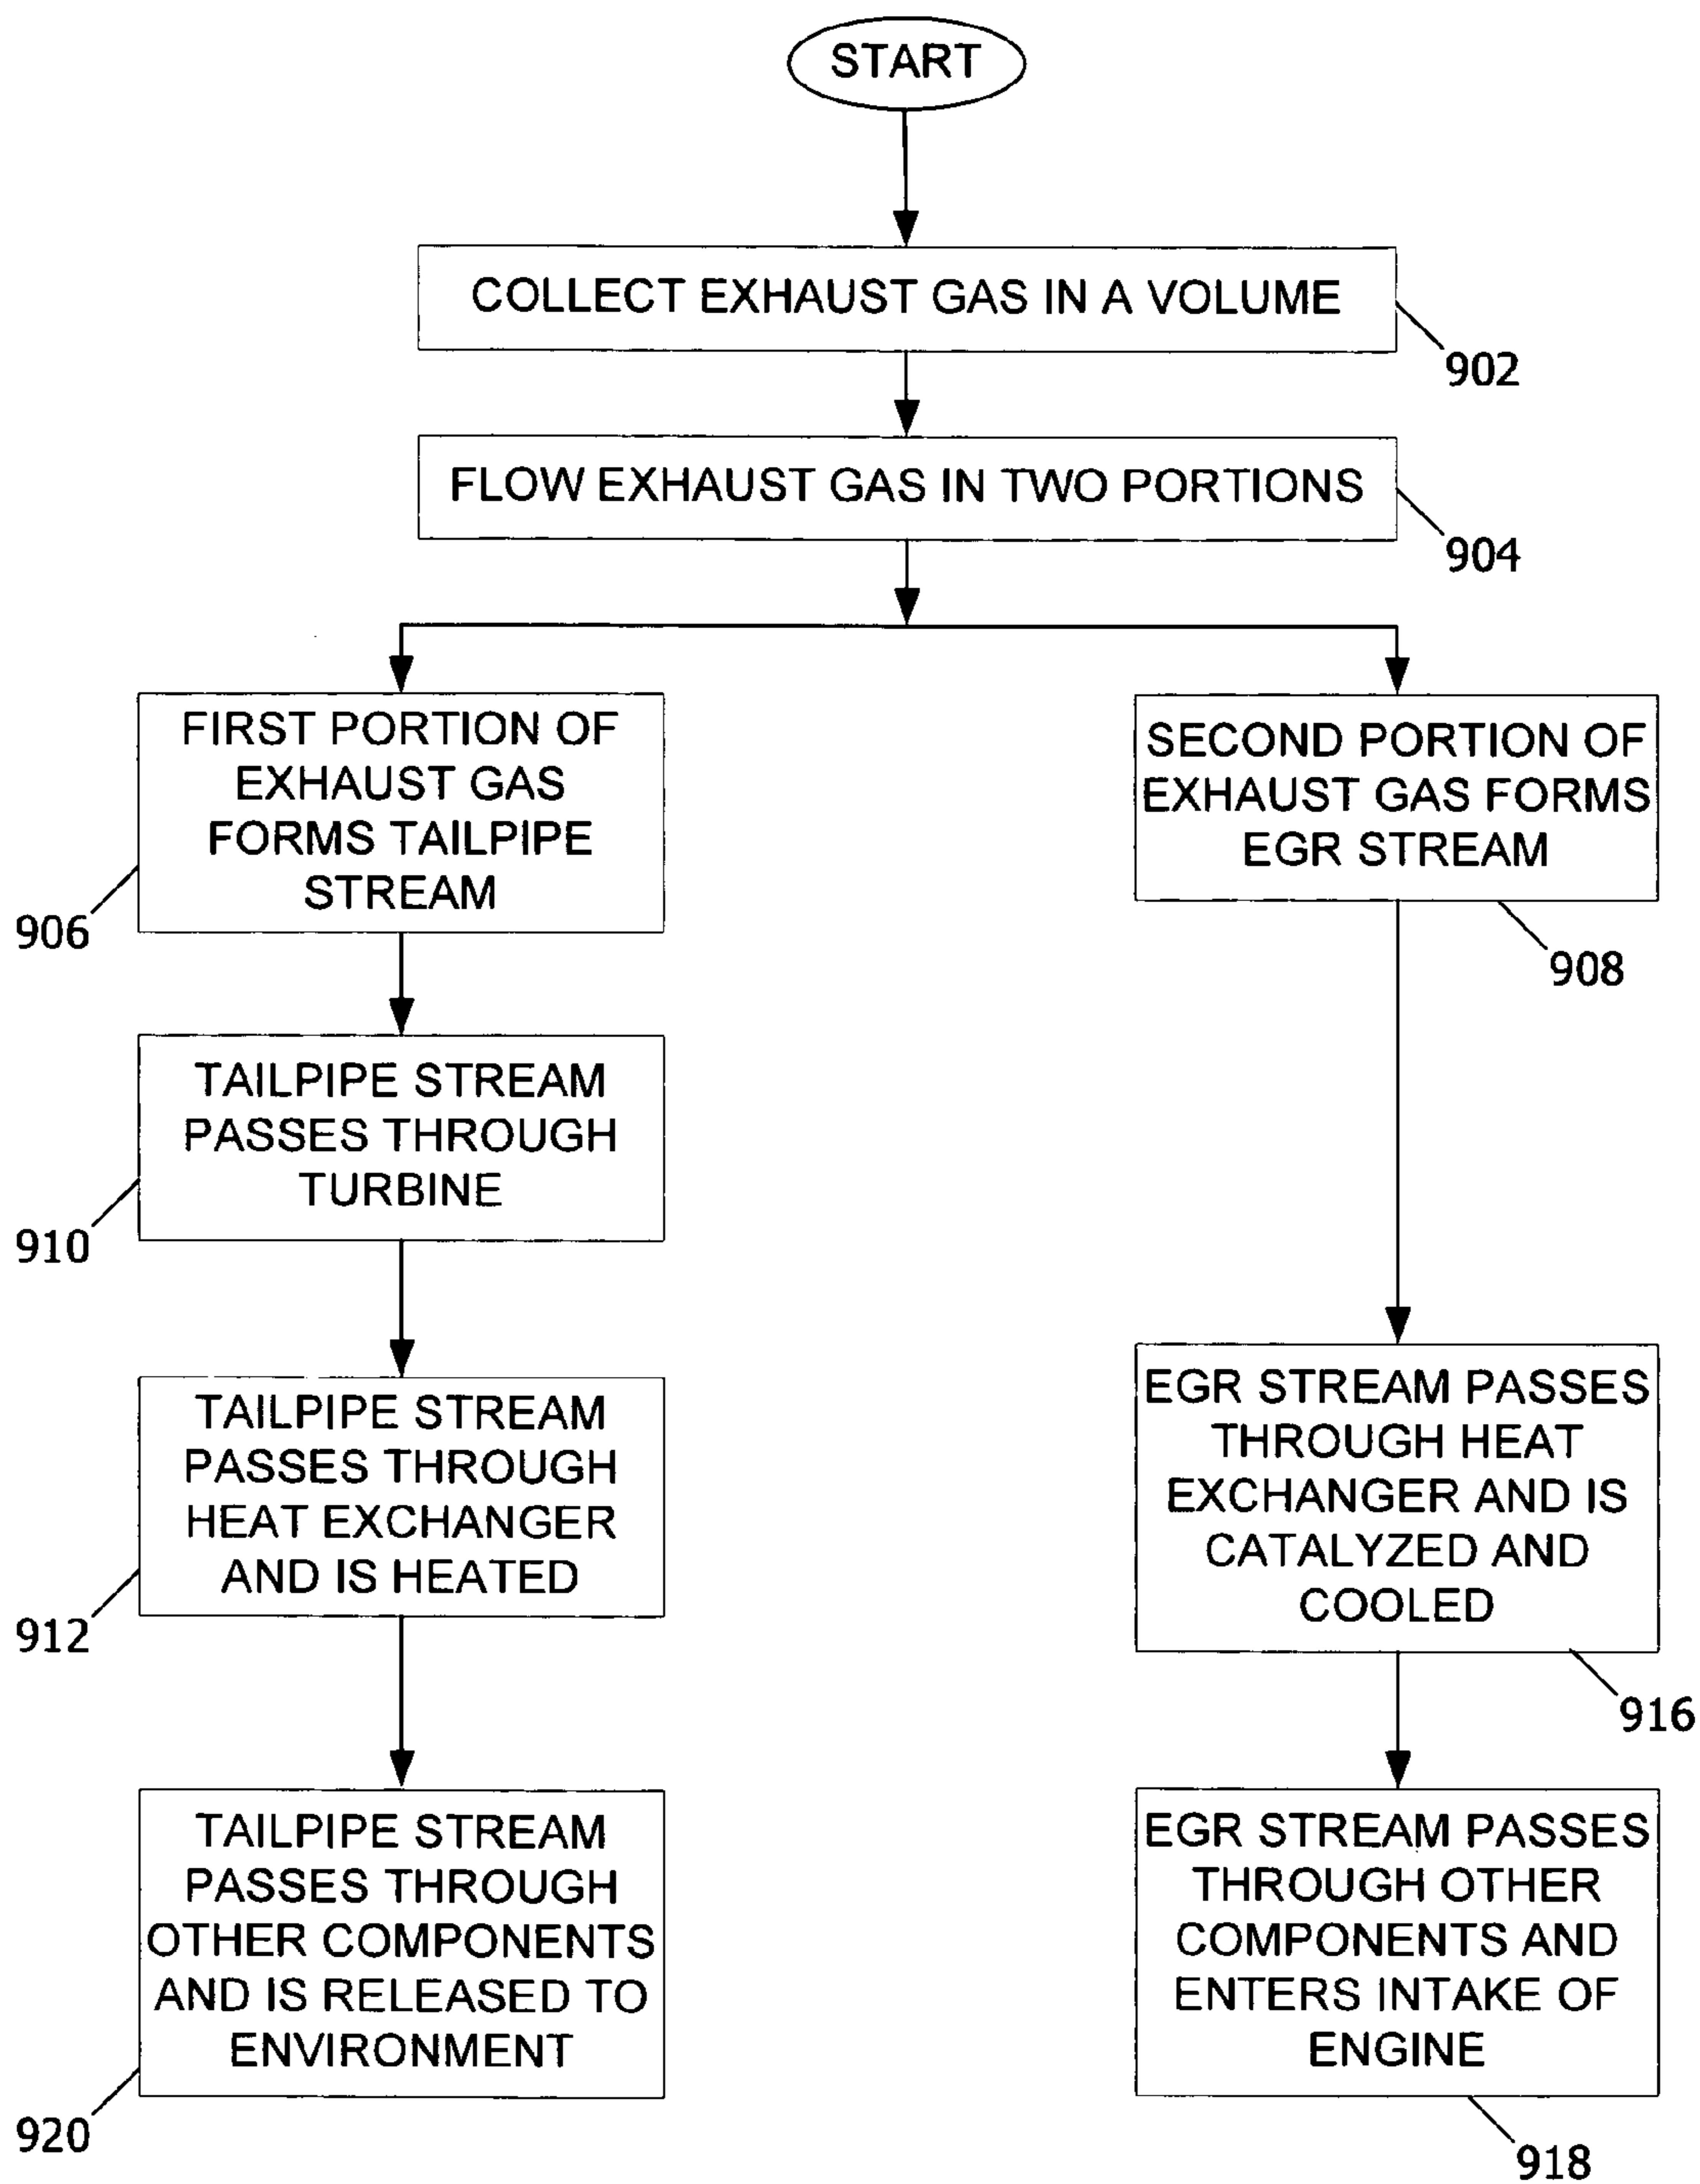 START
COLLECT EXHAUST GAS IN A VOLUME
902
FLOW EXHAUST GAS IN TWO PORTIONS
904
FIRST PORTION OF
EXHAUST GAS
FORMS TAILPIPE
STREAM
906
SECOND PORTION OF
EXHAUST GAS FORMS
EGR STREAM
908
TAILPIPE STREAM
PASSES THROUGH
TURBINE
910
TAILPIPE STREAM
PASSES THROUGH
HEAT EXCHANGER
AND IS HEATED
912
EGR STREAM PASSES
THROUGH HEAT
EXCHANGER AND IS
CATALYZED AND
COOLED
916
TAILPIPE STREAM
PASSES THROUGH
OTHER COMPONENTS
AND IS RELEASED TO
ENVIRONMENT
920
EGR STREAM PASSES
THROUGH OTHER
COMPONENTS AND
ENTERS INTAKE OF
ENGINE
918